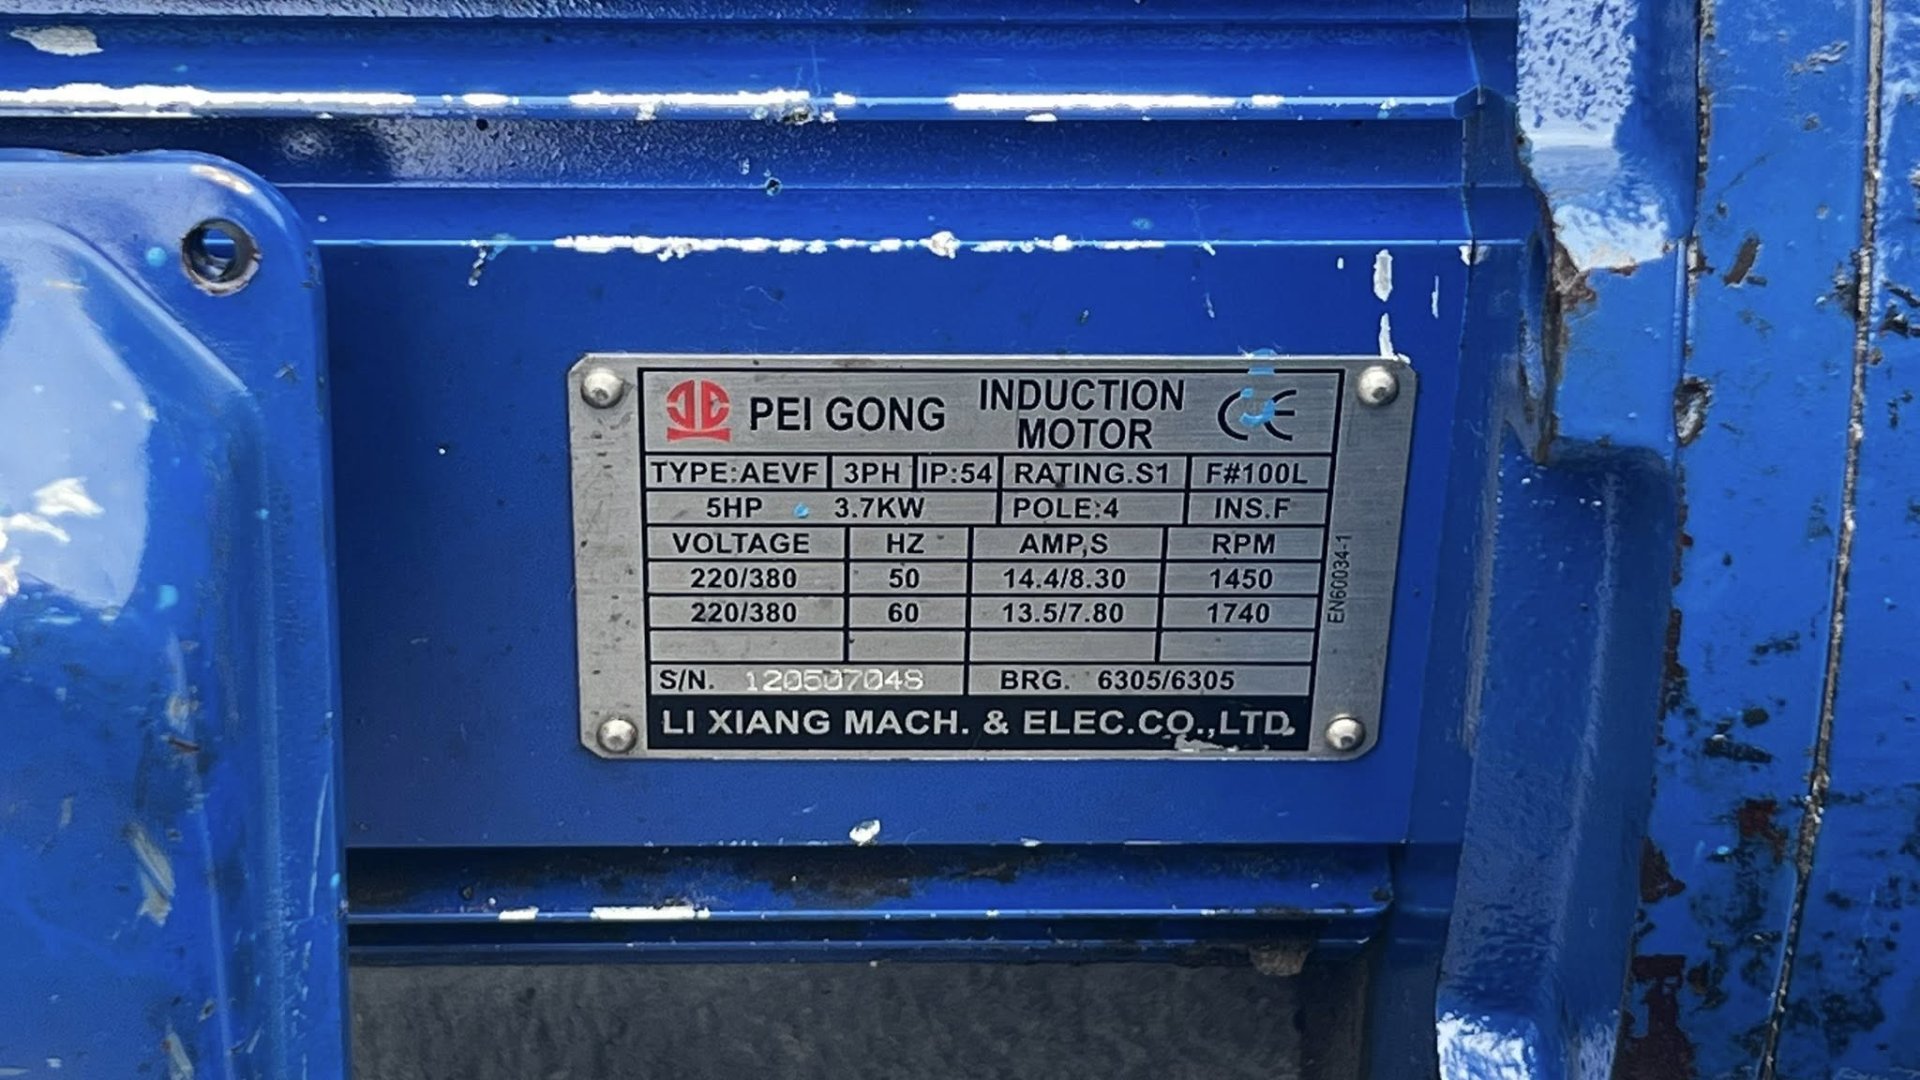 PEI GONG INDUCTION MOTOR CE
TYPE:AEVF 3PH IP:54 RATING.S1 F#100L
5HP 3.7KW POLE:4 INS.F
VOLTAGE HZ AMP,S RPM
220/380 50 14.4/8.30 1450
220/380 60 13.5/7.80 1740
S/N. 120507048 BRG. 6305/6305
LI XIANG MACH. & ELEC.CO.,LTD.
EN60034-1